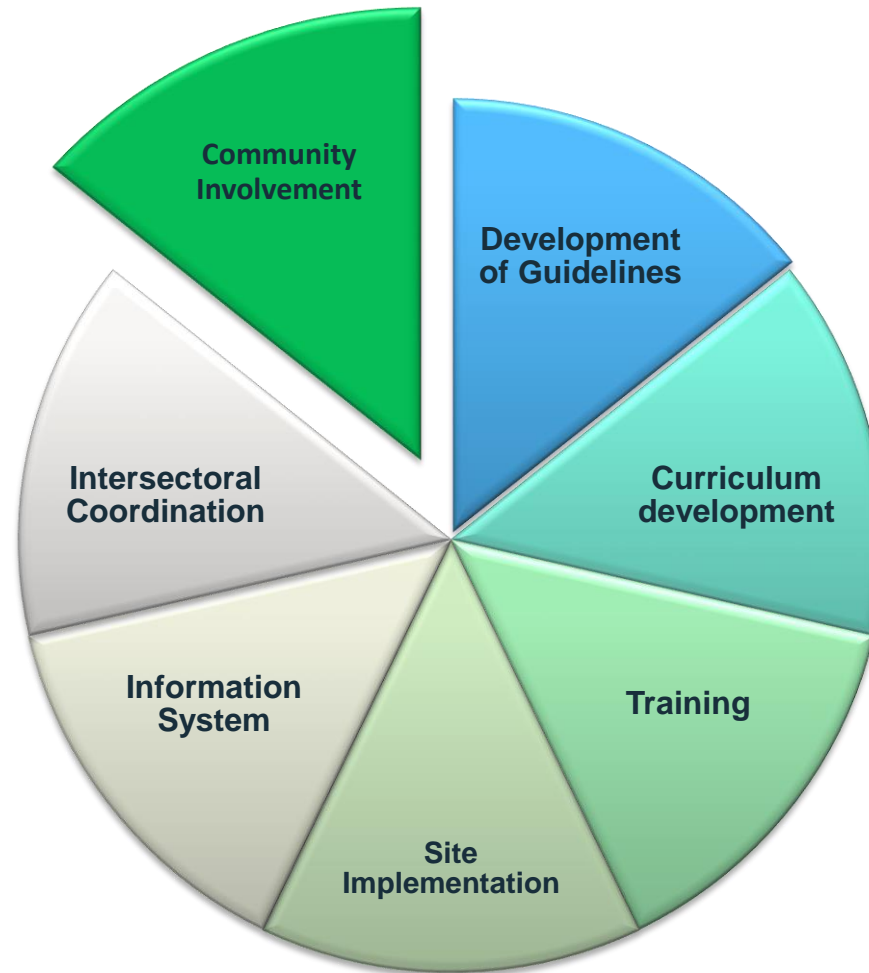 Community
Involvement
Development
of Guidelines
Curriculum
development
Training
Site
Implementation
Information
System
Intersectoral
Coordination